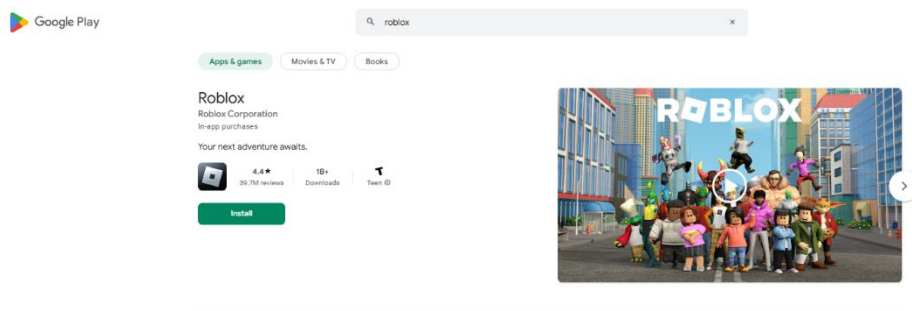 Google Play
roblox
Apps & games
Movies & TV
Books
Roblox
Roblox Corporation
In-app purchases
Your next adventure awaits.
4.4★
39.7M reviews
1B+
Downloads
T
Teen
Install
ROBLOX